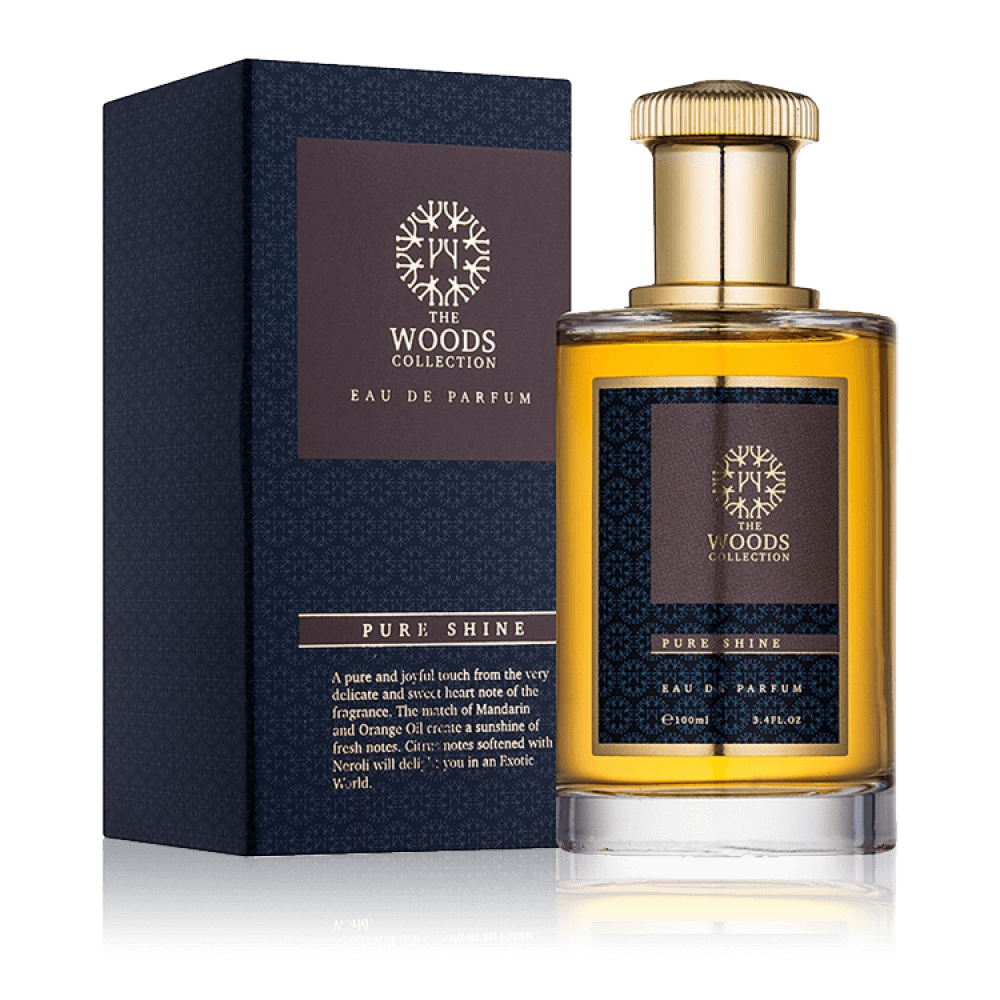 THE
WOODS
COLLECTION
EAU DE PARFUM
PURE SHINE
A pure and joyful touch from the very
delicate and sweet heart note of the
fragrance. The match of Mandarin
and Orange Oil create a sunshine of
fresh notes. Citrus notes softened with
Neroli will delight you in an Exotic
World.
THE
WOODS
COLLECTION
PURE SHINE
EAU DE PARFUM
℮100ml 3.4FL.OZ